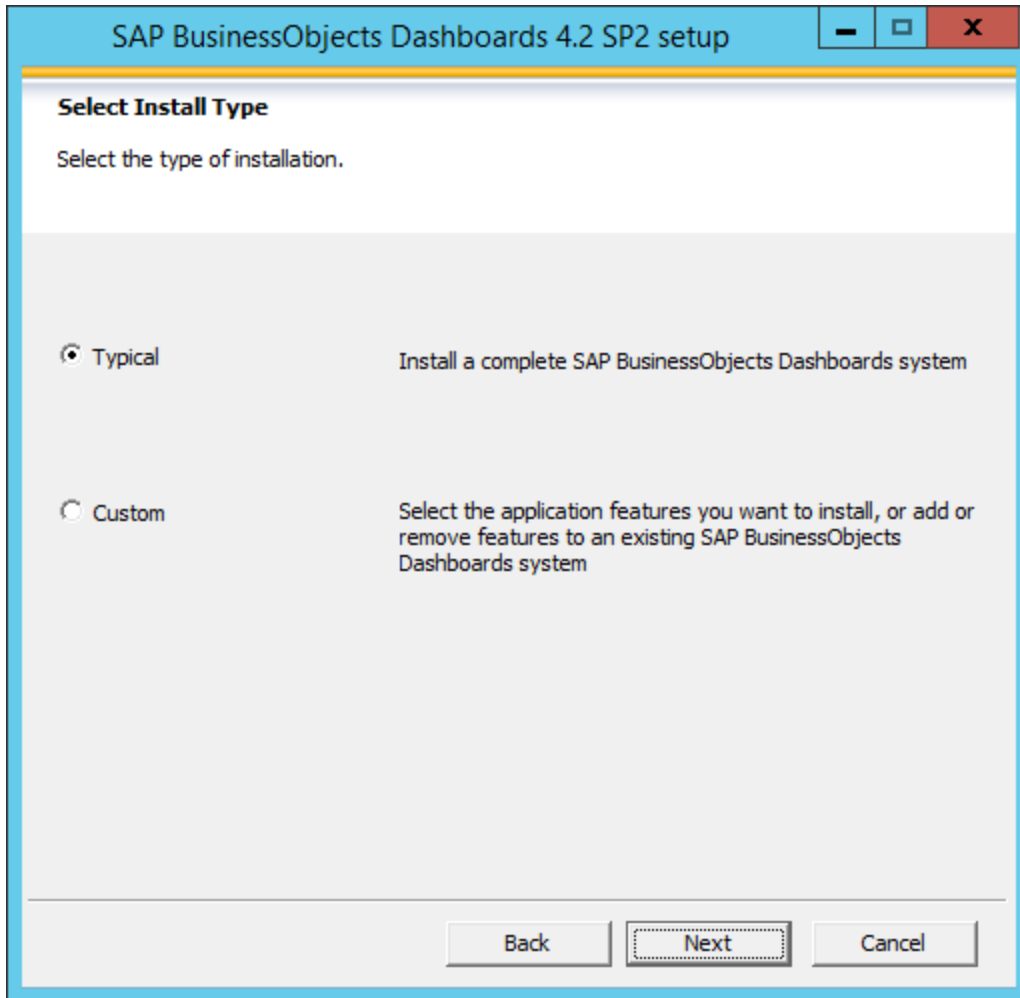 SAP BusinessObjects Dashboards 4.2 SP2 setup
Select Install Type
Select the type of installation.
Typical
Install a complete SAP BusinessObjects Dashboards system
Custom
Select the application features you want to install, or add or
remove features to an existing SAP BusinessObjects
Dashboards system
Back
Next
Cancel